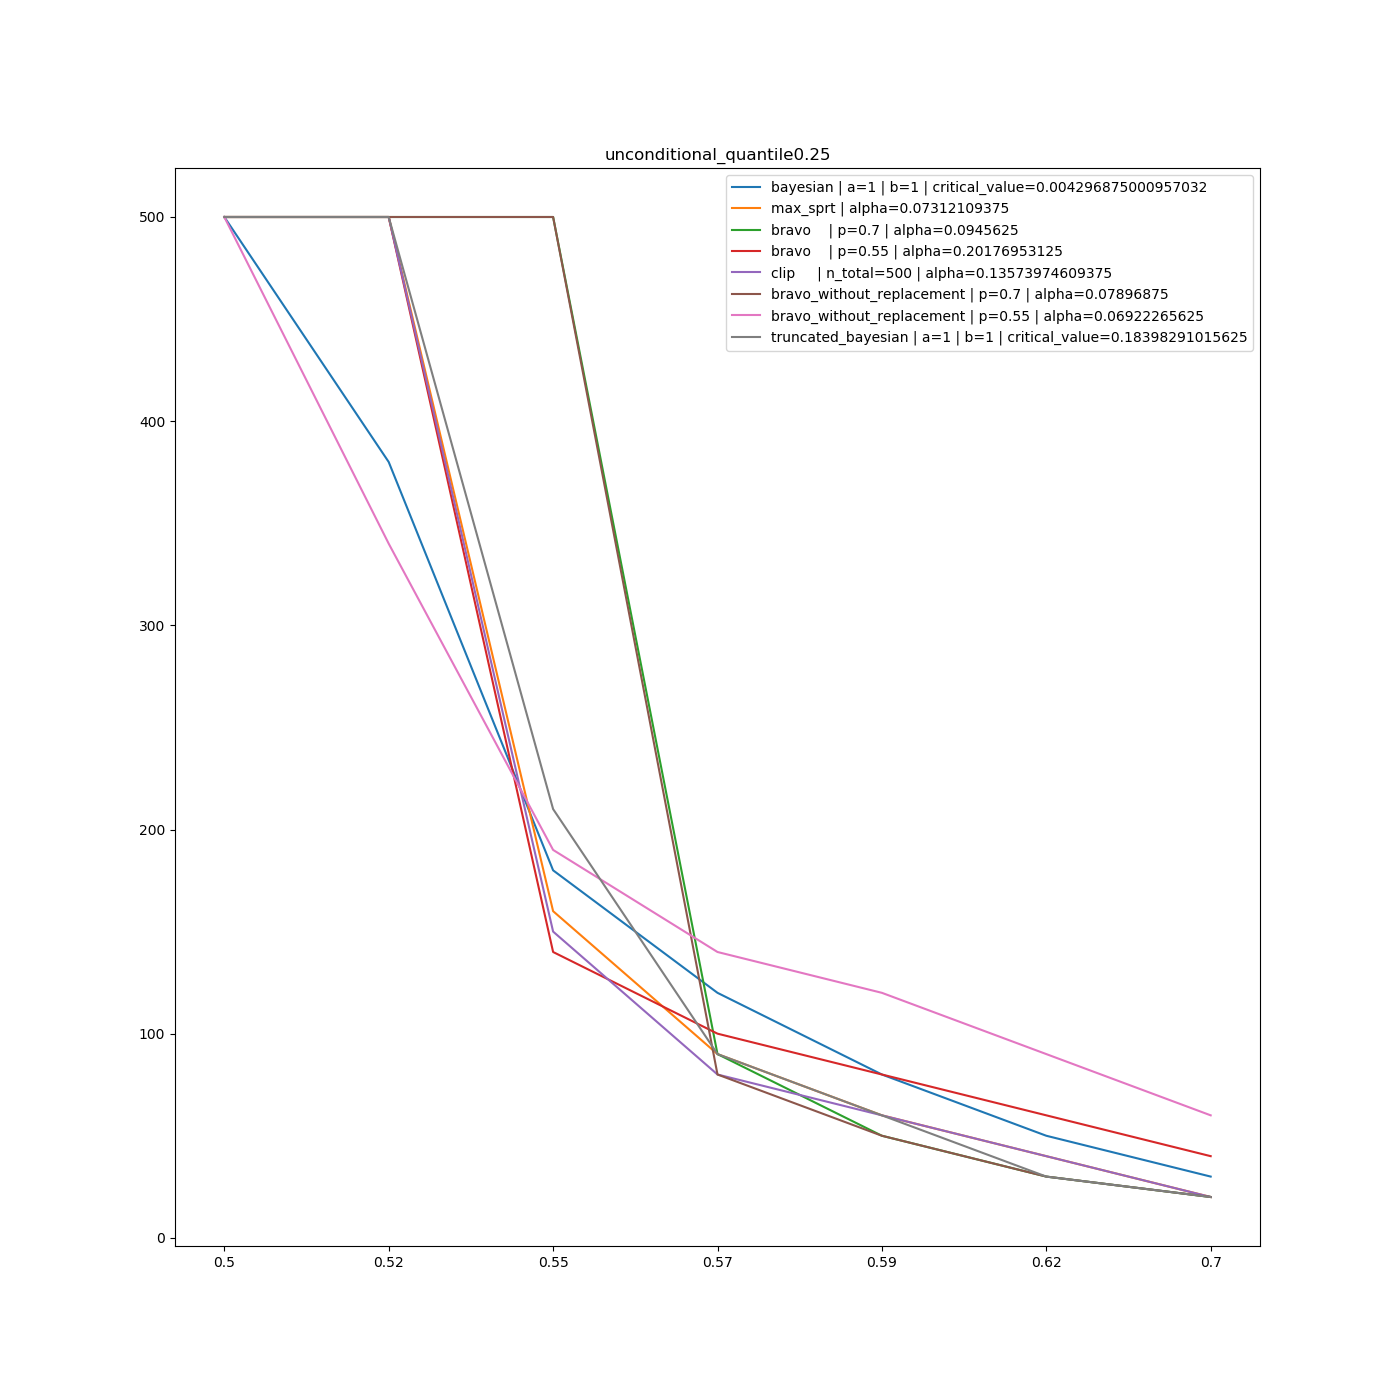 unconditional_quantile0.25
bayesian | a=1 | b=1 | critical_value=0.004296875000957032
max_sprt | alpha=0.07312109375
bravo    | p=0.7 | alpha=0.0945625
bravo    | p=0.55 | alpha=0.20176953125
clip     | n_total=500 | alpha=0.13573974609375
bravo_without_replacement | p=0.7 | alpha=0.07896875
bravo_without_replacement | p=0.55 | alpha=0.06922265625
truncated_bayesian | a=1 | b=1 | critical_value=0.18398291015625
500
400
300
200
100
0
0.5 0.52 0.55 0.57 0.59 0.62 0.7